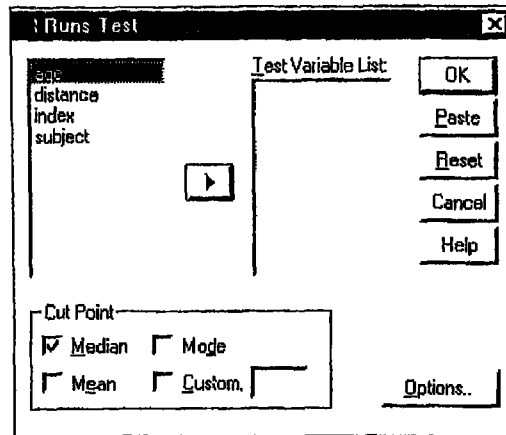 Runs Test
age
distance
index
subject
Test Variable List:
OK
Paste
Reset
Cancel
Help
Cut Point
Median
Mode
Mean
Custom,
Options..